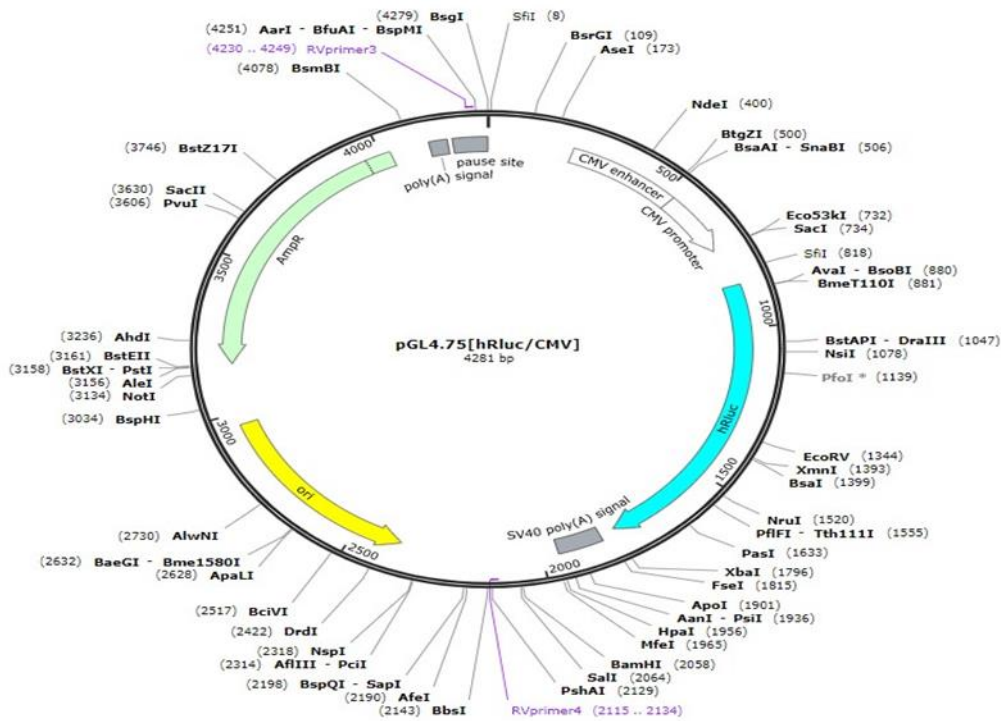 (4279) BsgI
SfiI (8)
(4251) AarI - BfuAI - BspMI
(4230 .. 4249) RVprimer3
(4078) BsmBI
BsrGI (109)
AseI (173)
NdeI (400)
BtgZI (500)
BsaAI - SnaBI (506)
(3746) BstZ17I
(3630) SacII
(3606) PvuI
4000
500
poly(A) signal
pause site
CMV enhancer
CMV promoter
AmpR
3500
Eco53kI (732)
SacI (734)
SfiI (818)
AvaI - BsoBI (880)
BmeT110I (881)
1000
pGL4.75[hRluc/CMV]
4281 bp
(3236) AhdI
(3161) BstEII
(3158) BstXI - PstI
(3156) AleI
(3134) NotI
(3034) BspHI
BstAPI - DraIII (1047)
NsiI (1078)
PfoI * (1139)
hRluc
3000
ori
EcoRV (1344)
XmnI (1393)
BsaI (1399)
1500
NruI (1520)
PflFI - Tth111I (1555)
PasI (1633)
XbaI (1796)
FseI (1815)
SV40 poly(A) signal
2500
2000
(2730) AlwNI
(2632) BaeGI - Bme1580I
(2628) ApaLI
(2517) BciVI
(2422) DrdI
(2318) NspI
(2314) AflIII - PciI
(2198) BspQI - SapI
(2190) AfeI
(2143) BbsI
ApoI (1901)
AanI - PsiI (1936)
HpaI (1956)
MfeI (1965)
BamHI (2058)
SalI (2064)
PshAI (2129)
RVprimer4 (2115 .. 2134)